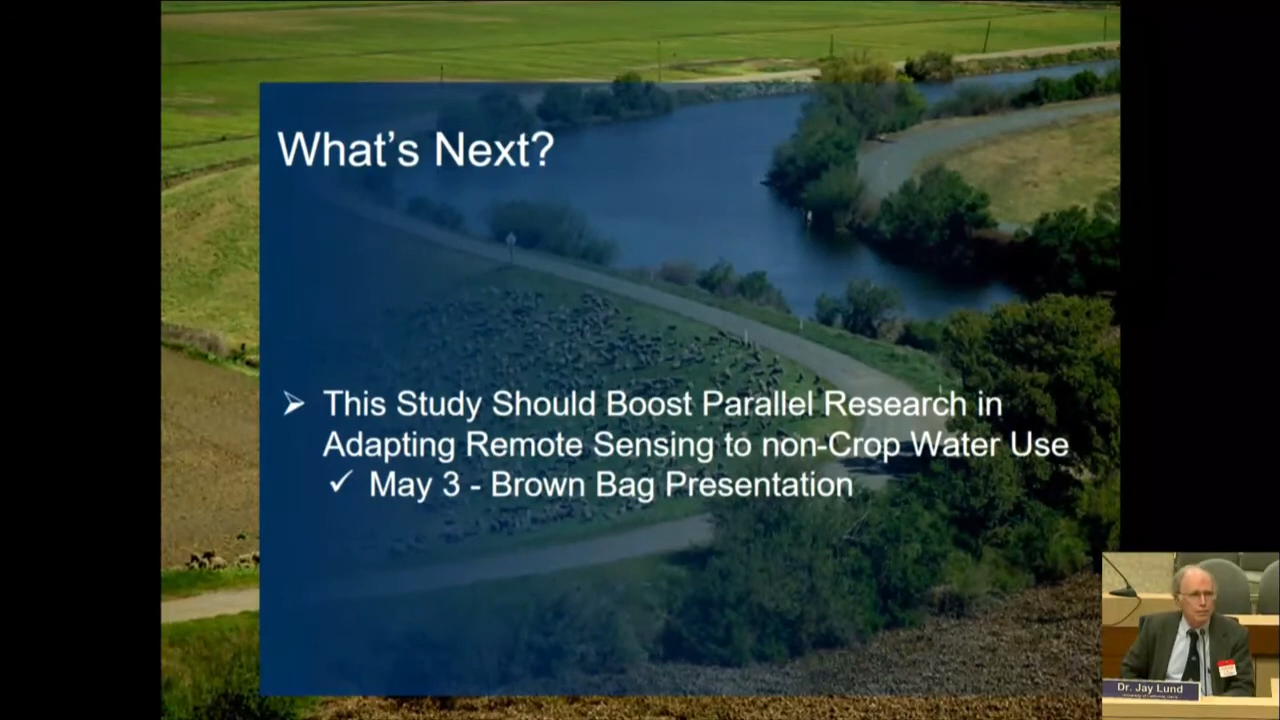 What's Next?
➢ This Study Should Boost Parallel Research in
Adapting Remote Sensing to non-Crop Water Use
✓ May 3 - Brown Bag Presentation
Dr. Jay Lund